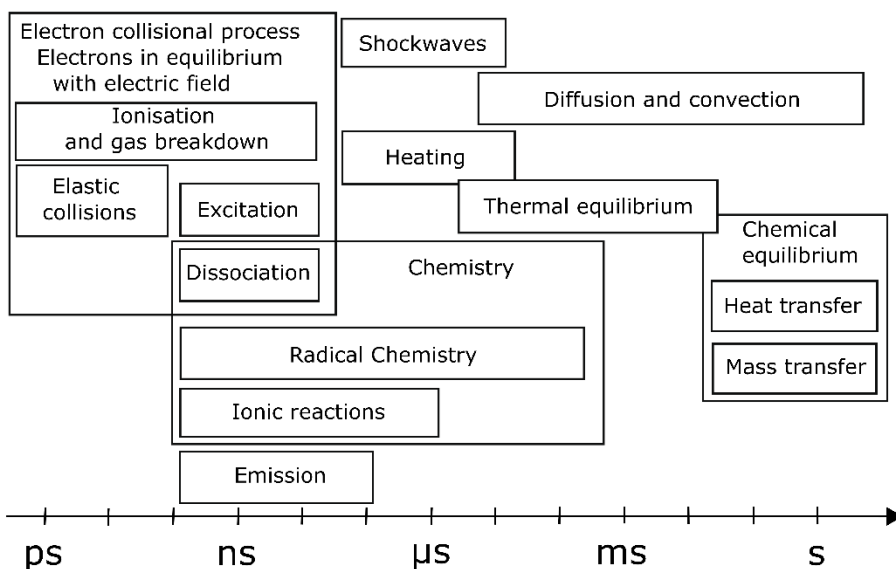 Electron collisional process
Electrons in equilibrium
with electric field
Ionisation
and gas breakdown
Elastic
collisions
Excitation
Dissociation
Chemistry
Radical Chemistry
Ionic reactions
Emission
Shockwaves
Diffusion and convection
Heating
Thermal equilibrium
Chemical
equilibrium
Heat transfer
Mass transfer
ps
ns
μs
ms
s